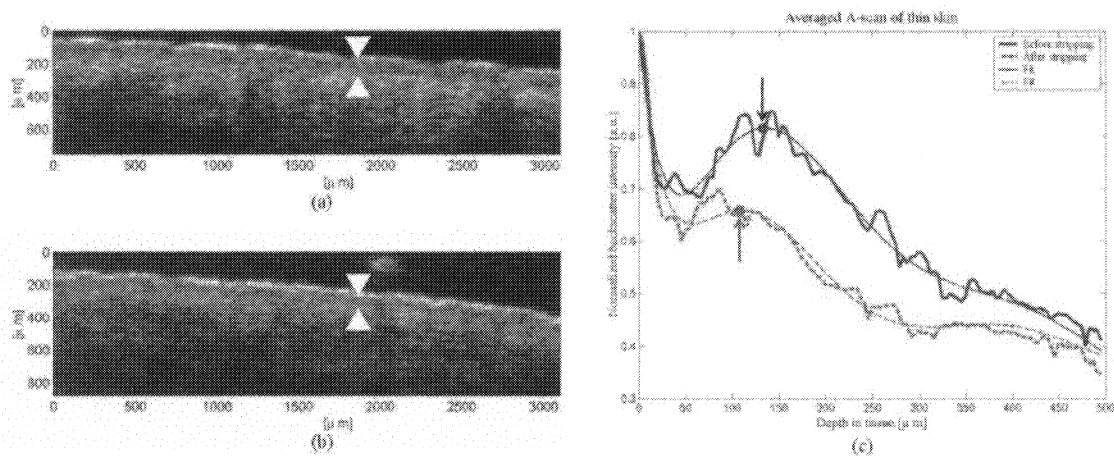 0
200
400
600
[μ m]
0 500 1000 1500 2000 2500 3000
[μ m]
(a)
0
200
400
600
800
[μ m]
0 500 1000 1500 2000 2500 3000
[μ m]
(b)
Averaged A-scan of thin skin
Before stripping
After stripping
Fit
Fit
1
0.9
0.8
0.7
0.6
0.5
0.4
0.3
Normalized backscatter intensity [a.u.]
0 50 100 150 200 250 300 350 400 450 500
Depth in tissue, [μ m]
(c)